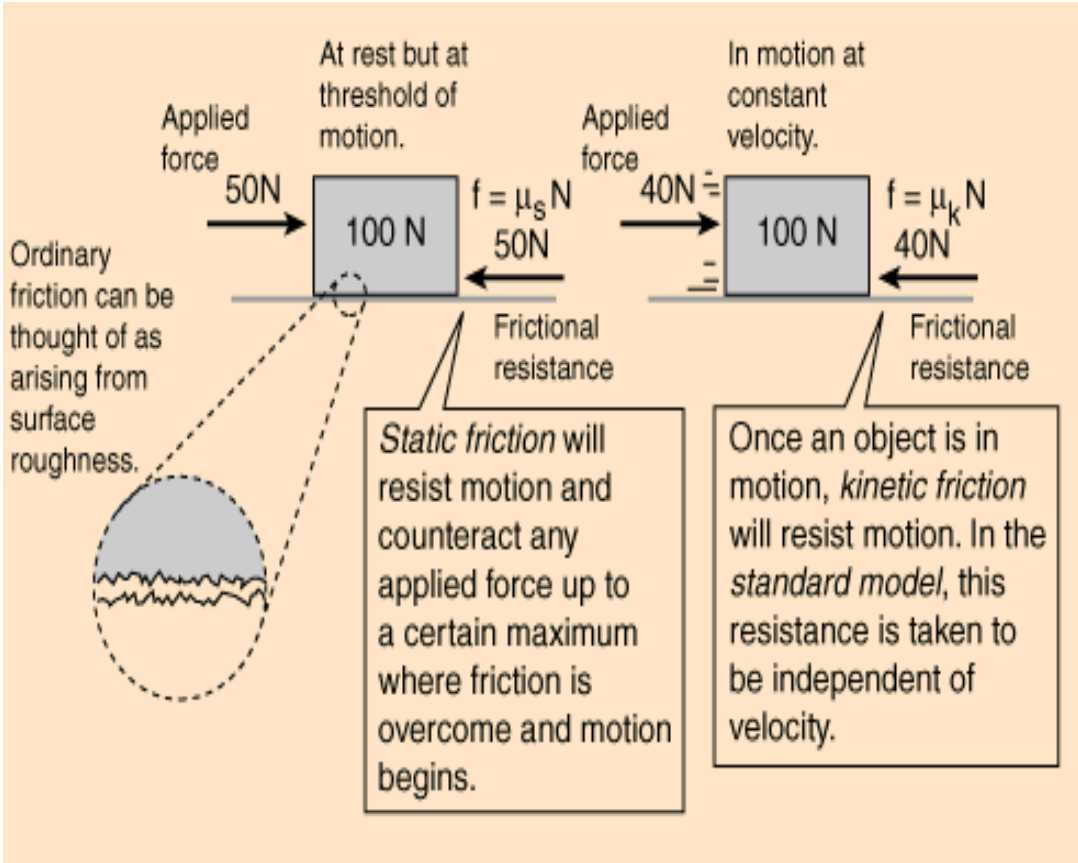 At rest but at
threshold of
motion.
Applied
force
50N
100 N
f = μₛN
50N
Frictional
resistance
Ordinary
friction can be
thought of as
arising from
surface
roughness.
Static friction will
resist motion and
counteract any
applied force up to
a certain maximum
where friction is
overcome and motion
begins.
In motion at
constant
velocity.
Applied
force
40N
100 N
f = μₖN
40N
Frictional
resistance
Once an object is in
motion, kinetic friction
will resist motion. In the
standard model, this
resistance is taken to
be independent of
velocity.